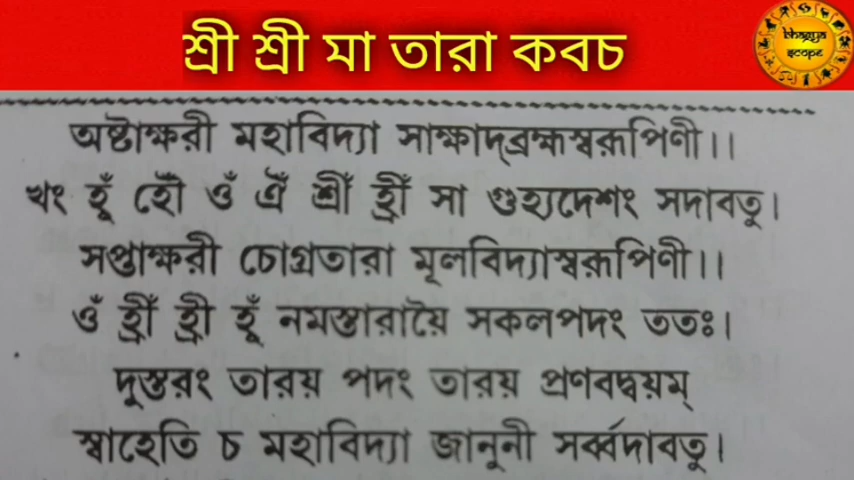 শ্রী শ্রী মা তারা কবচ
bhagya
scope
অষ্টাক্ষরী মহাবিদ্যা সাক্ষাদ্‌ব্রহ্মস্বরূপিণী।।
খং হূঁ হৌঁ ওঁ ঐঁ শ্রীঁ হ্রীঁ সা গুহ্যদেশং সদাবতু।
সপ্তাক্ষরী চোগ্রতারা মূলবিদ্যাস্বরূপিণী।।
ওঁ হ্রীঁ হ্রী হূঁ নমস্তারায়ৈ সকলপদং ততঃ।
দুস্তরং তারয় পদং তারয় প্রণবদ্বয়ম্
স্বাহেতি চ মহাবিদ্যা জানুনী সর্ব্বদাবতু।